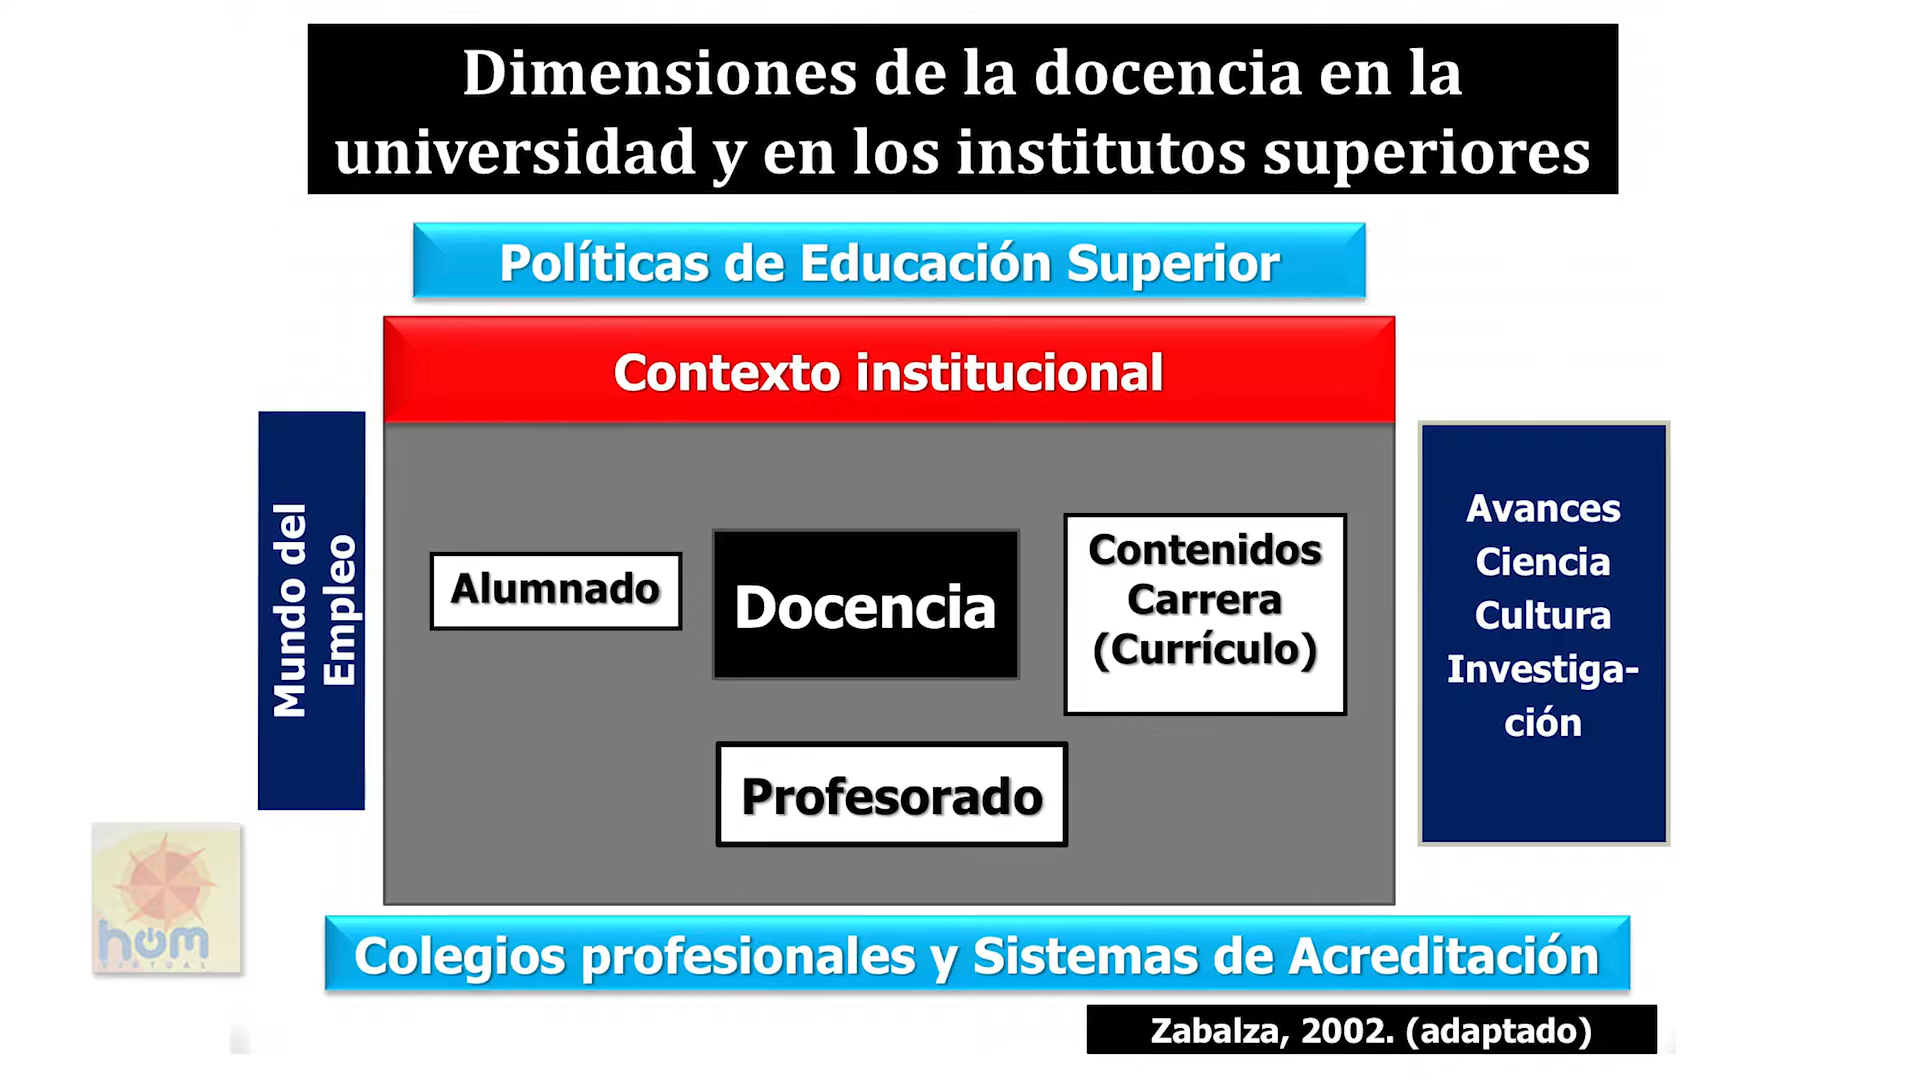 Dimensiones de la docencia en la
universidad y en los institutos superiores
Políticas de Educación Superior
Contexto institucional
Mundo del
Empleo
Alumnado
Docencia
Contenidos
Carrera
(Currículo)
Profesorado
Avances
Ciencia
Cultura
Investiga-
ción
hom
VIRTUAL
Colegios profesionales y Sistemas de Acreditación
Zabalza, 2002. (adaptado)